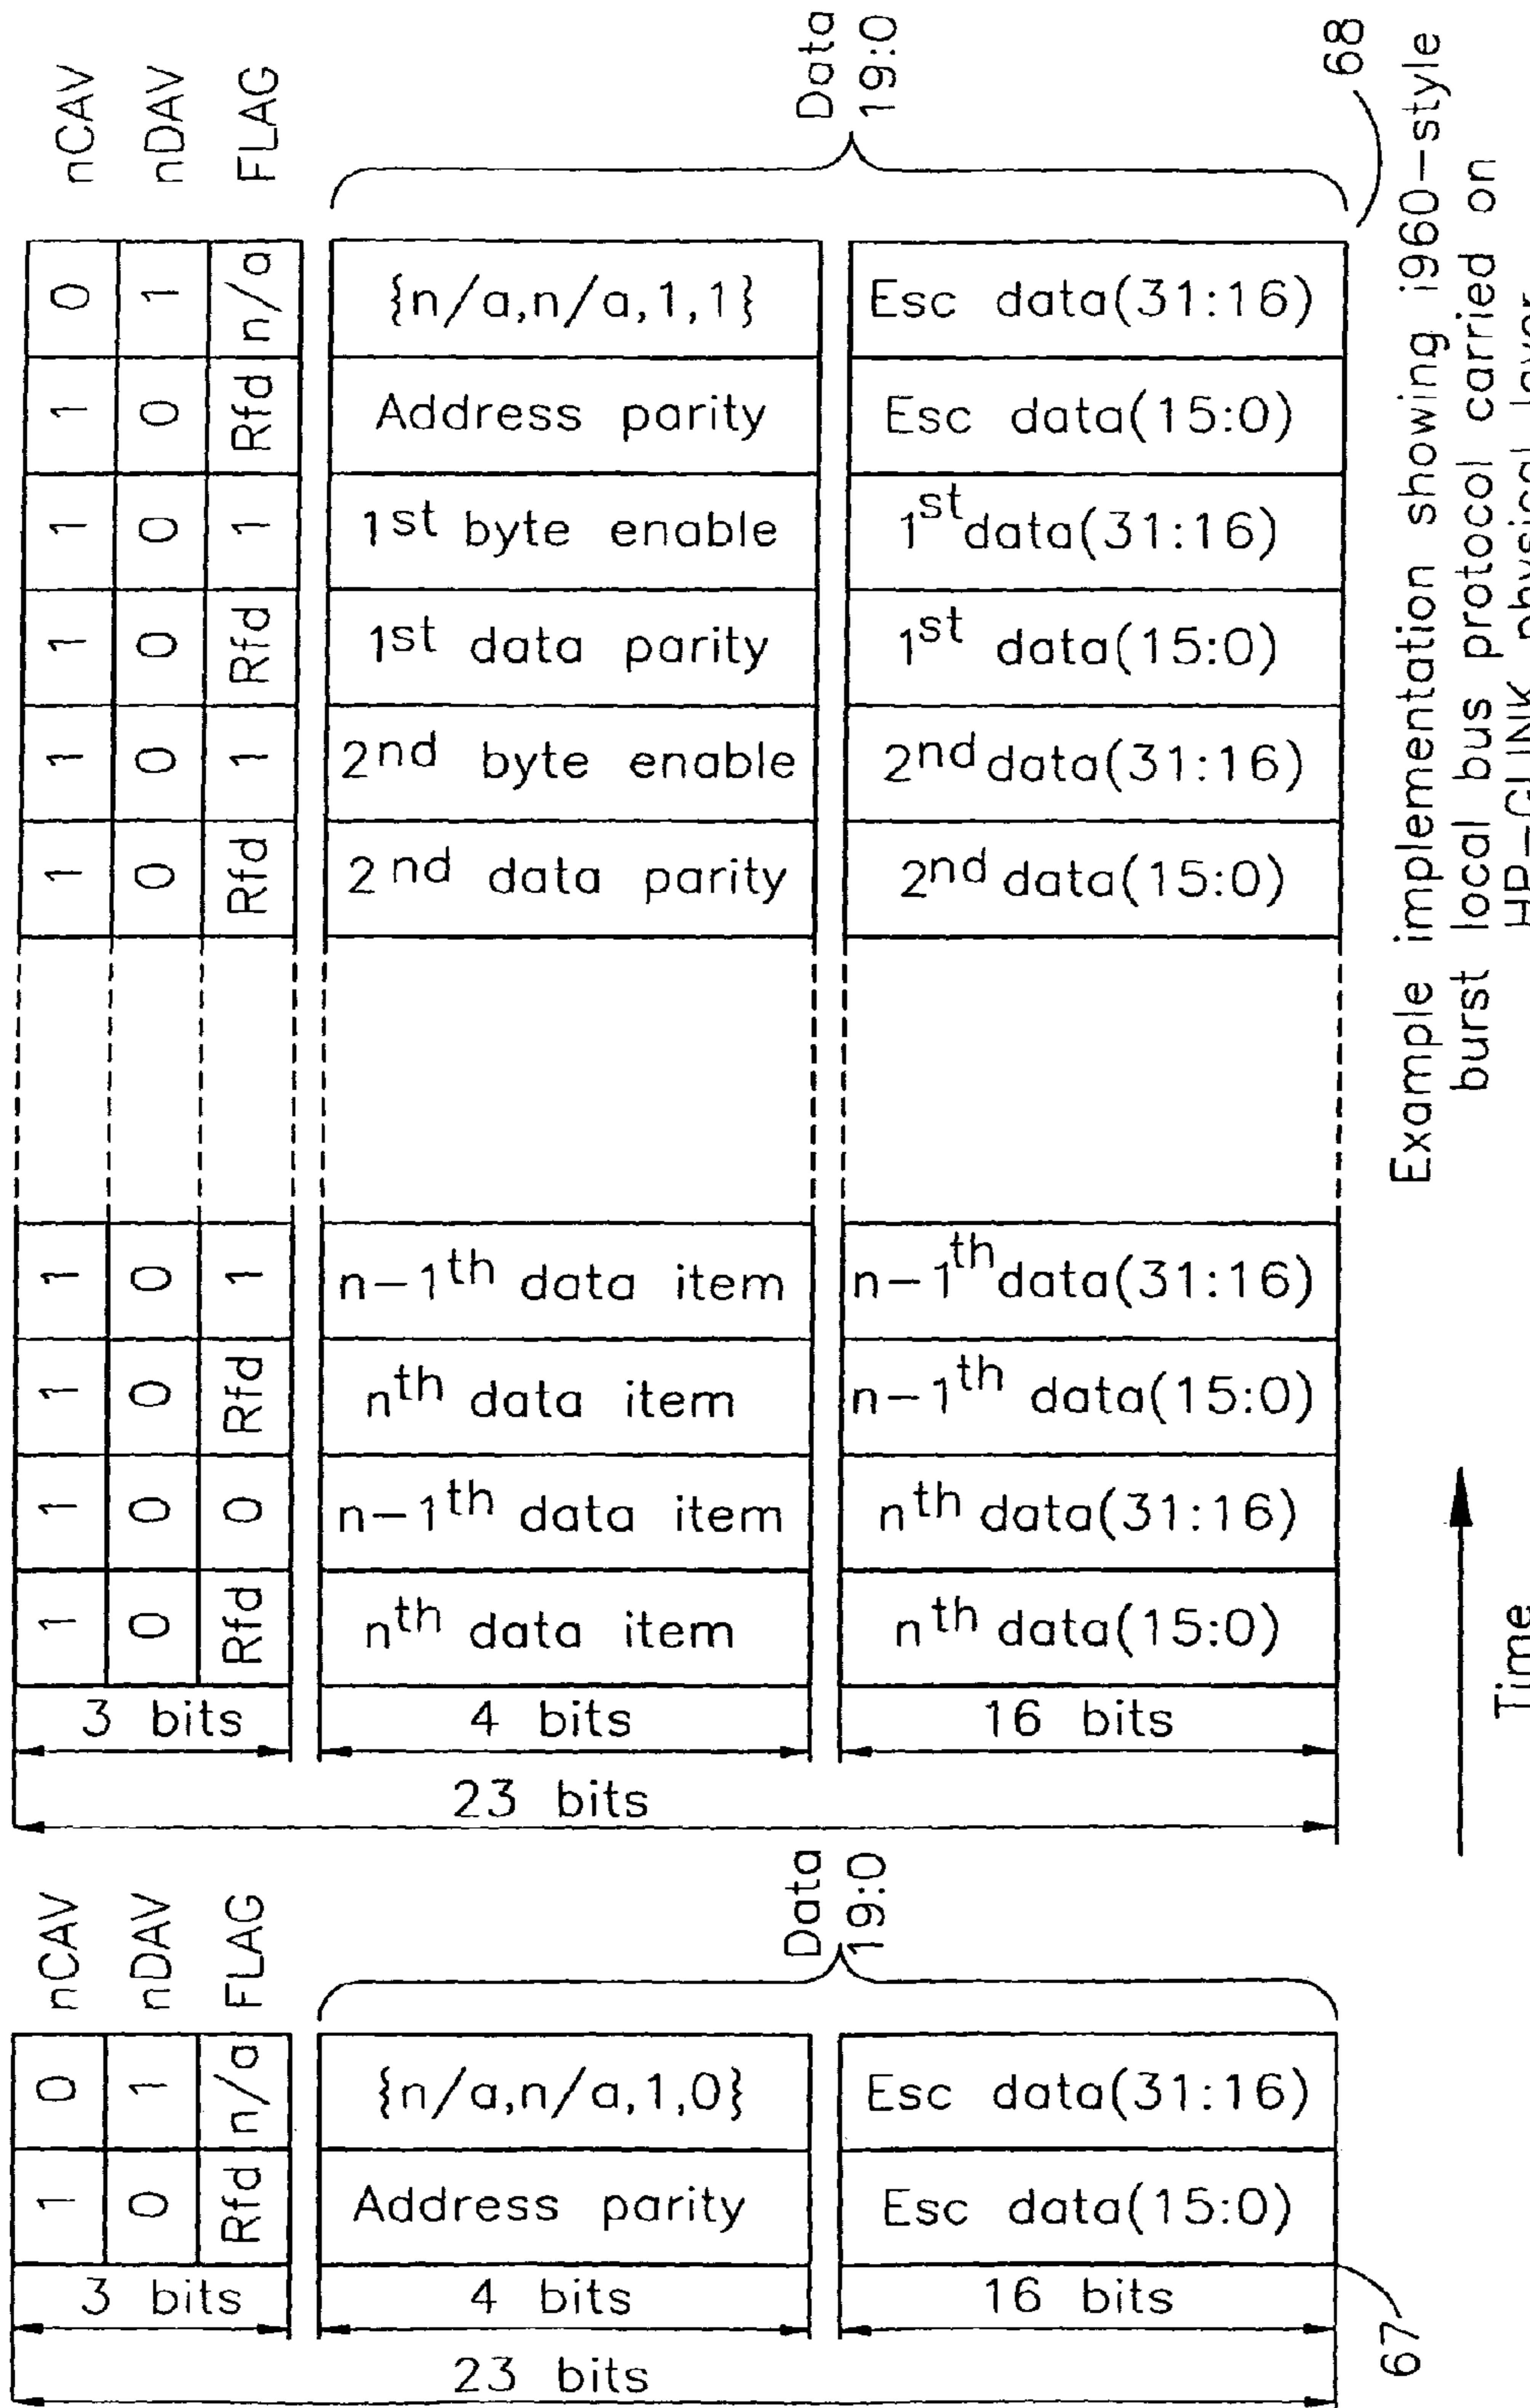 nCAV
nDAV
FLAG
Data
19:0
68
0 1 n/a {n/a,n/a,1,1} Esc data(31:16)
1 0 Rfd Address parity Esc data(15:0)
1 0 1 1st byte enable 1st data(31:16)
1 0 Rfd 1st data parity 1st data(15:0)
1 0 1 2nd byte enable 2nd data(31:16)
1 0 Rfd 2nd data parity 2nd data(15:0)
1 0 1 n-1th data item n-1th data(31:16)
1 0 Rfd nth data item n-1th data(15:0)
1 0 0 n-1th data item nth data(31:16)
1 0 Rfd nth data item nth data(15:0)
3 bits 4 bits 16 bits
23 bits
Example implementation showing i960-style
burst local bus protocol carried on
HP-GLINK physical layer
Time
nCAV
nDAV
FLAG
Data
19:0
0 1 n/a {n/a,n/a,1,0} Esc data(31:16)
1 0 Rfd Address parity Esc data(15:0)
3 bits 4 bits 16 bits
23 bits
67